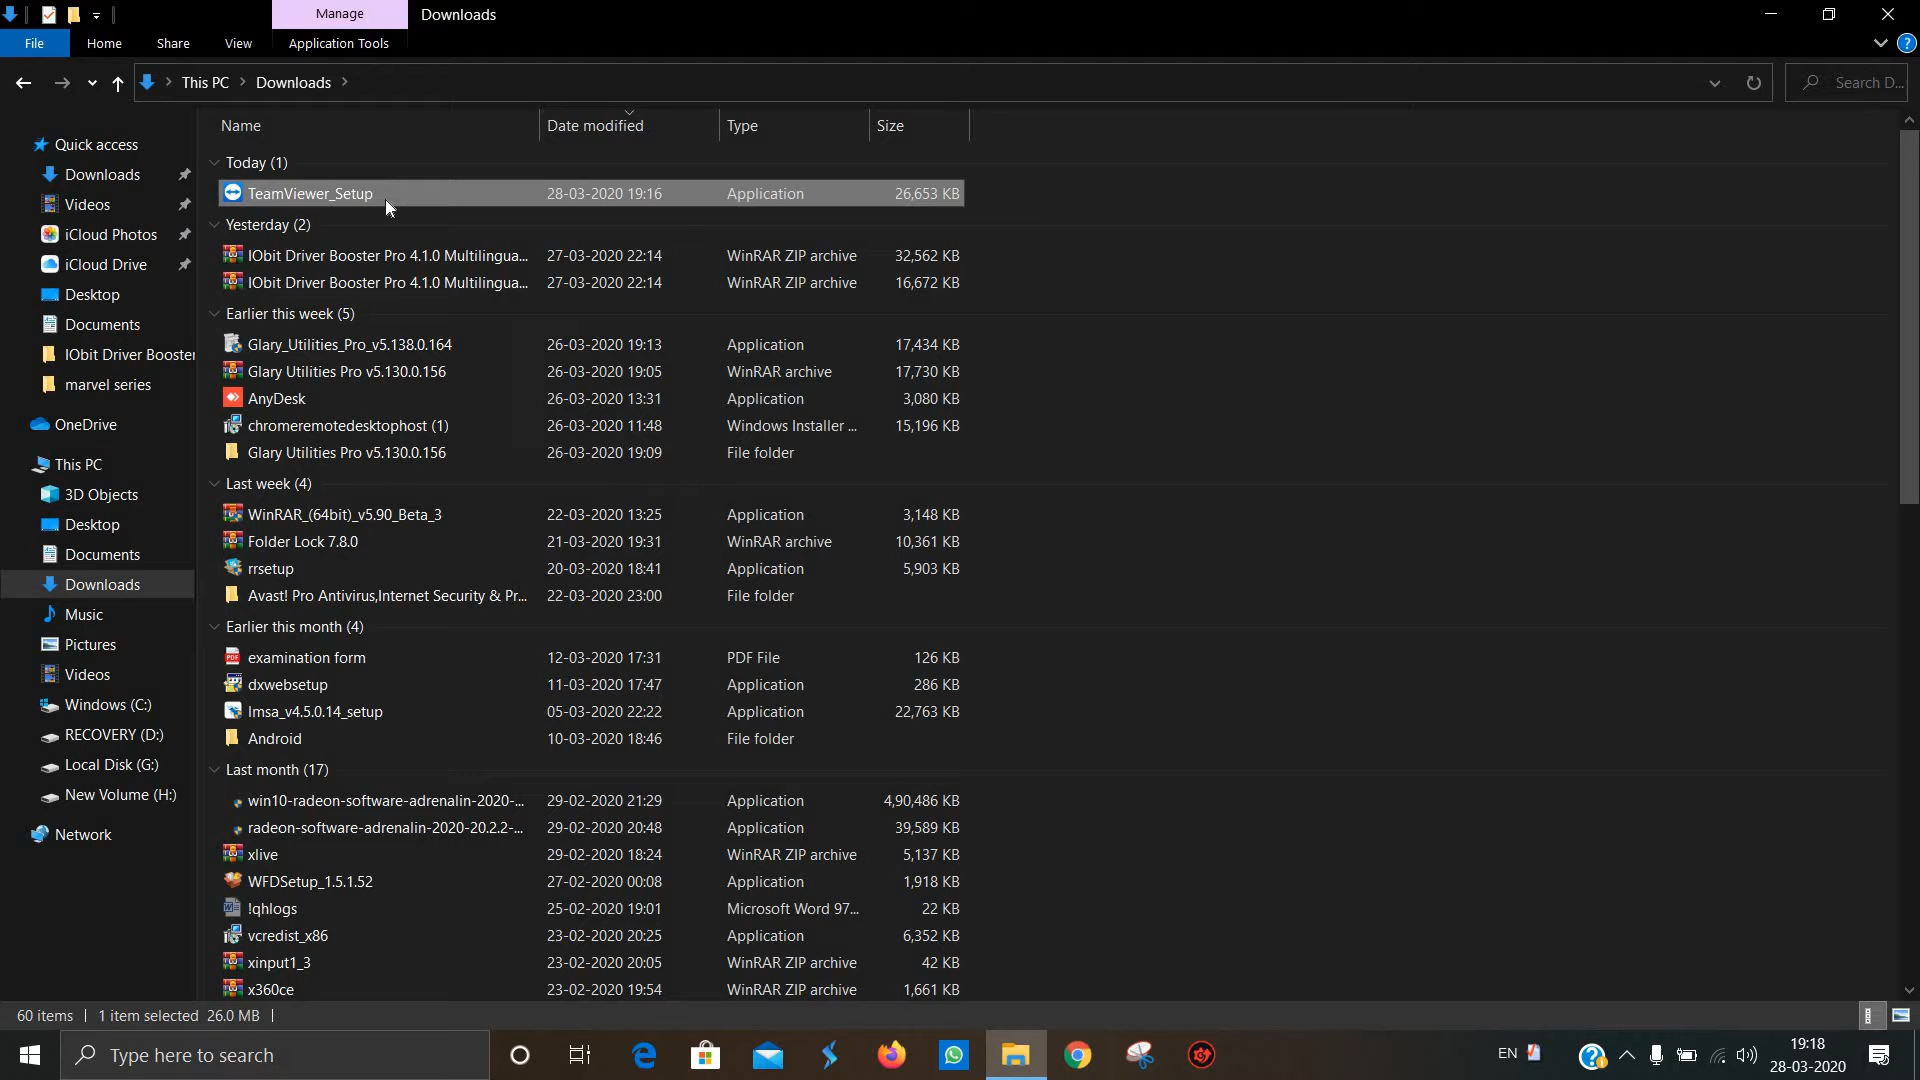 Manage
Downloads
File
Home
Share
View
Application Tools
This PC
Downloads
Search D...
Name
Date modified
Type
Size
Quick access
Downloads
Videos
iCloud Photos
iCloud Drive
Desktop
Documents
IObit Driver Booster
marvel series
OneDrive
This PC
3D Objects
Desktop
Documents
Downloads
Music
Pictures
Videos
Windows (C:)
RECOVERY (D:)
Local Disk (G:)
New Volume (H:)
Network
Today (1)
TeamViewer_Setup 28-03-2020 19:16 Application 26,653 KB
Yesterday (2)
IObit Driver Booster Pro 4.1.0 Multilingua... 27-03-2020 22:14 WinRAR ZIP archive 32,562 KB
IObit Driver Booster Pro 4.1.0 Multilingua... 27-03-2020 22:14 WinRAR ZIP archive 16,672 KB
Earlier this week (5)
Glary_Utilities_Pro_v5.138.0.164 26-03-2020 19:13 Application 17,434 KB
Glary Utilities Pro v5.130.0.156 26-03-2020 19:05 WinRAR archive 17,730 KB
AnyDesk 26-03-2020 13:31 Application 3,080 KB
chromeremotedesktophost (1) 26-03-2020 11:48 Windows Installer ... 15,196 KB
Glary Utilities Pro v5.130.0.156 26-03-2020 19:09 File folder
Last week (4)
WinRAR_(64bit)_v5.90_Beta_3 22-03-2020 13:25 Application 3,148 KB
Folder Lock 7.8.0 21-03-2020 19:31 WinRAR archive 10,361 KB
rrsetup 20-03-2020 18:41 Application 5,903 KB
Avast! Pro Antivirus,Internet Security & Pr... 22-03-2020 23:00 File folder
Earlier this month (4)
examination form 12-03-2020 17:31 PDF File 126 KB
dxwebsetup 11-03-2020 17:47 Application 286 KB
Imsa_v4.5.0.14_setup 05-03-2020 22:22 Application 22,763 KB
Android 10-03-2020 18:46 File folder
Last month (17)
win10-radeon-software-adrenalin-2020-... 29-02-2020 21:29 Application 4,90,486 KB
radeon-software-adrenalin-2020-20.2.2-... 29-02-2020 20:48 Application 39,589 KB
xlive 29-02-2020 18:24 WinRAR ZIP archive 5,137 KB
WFDSetup_1.5.1.52 27-02-2020 00:08 Application 1,918 KB
!qhlogs 25-02-2020 19:01 Microsoft Word 97... 22 KB
vcredist_x86 23-02-2020 20:25 Application 6,352 KB
xinput1_3 23-02-2020 20:05 WinRAR ZIP archive 42 KB
x360ce 23-02-2020 19:54 WinRAR ZIP archive 1,661 KB
60 items 1 item selected 26.0 MB
Type here to search
EN
19:18
28-03-2020